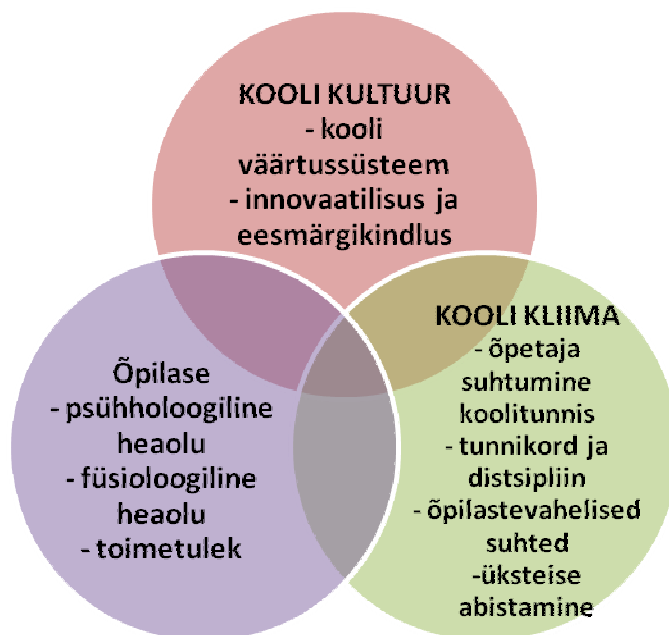 KOOLI KULTUUR
- kooli
väärtussüsteem
- innovaatilisus ja
eesmärgikindlus
Õpilase
- psühholoogiline
heaolu
- füsioloogiline
heaolu
- toimetulek
KOOLI KLIIMA
- õpetaja
suhtumine
koolitunnis
- tunnikord ja
distsipliin
- õpilastevahelised
suhted
-üksteise
abistamine